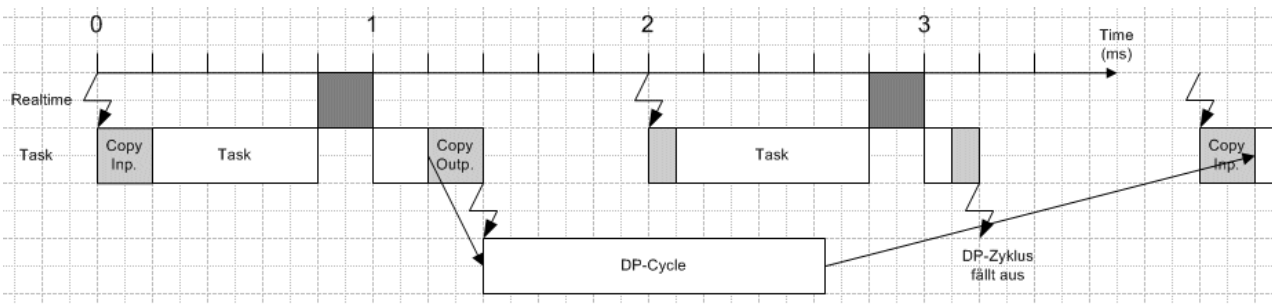 0 1 2 3
Time
(ms)
Realtime
Task
Copy
Inp.
Task
Copy
Outp.
Task
Copy
Inp.
DP-Cycle
DP-Zyklus
fällt aus